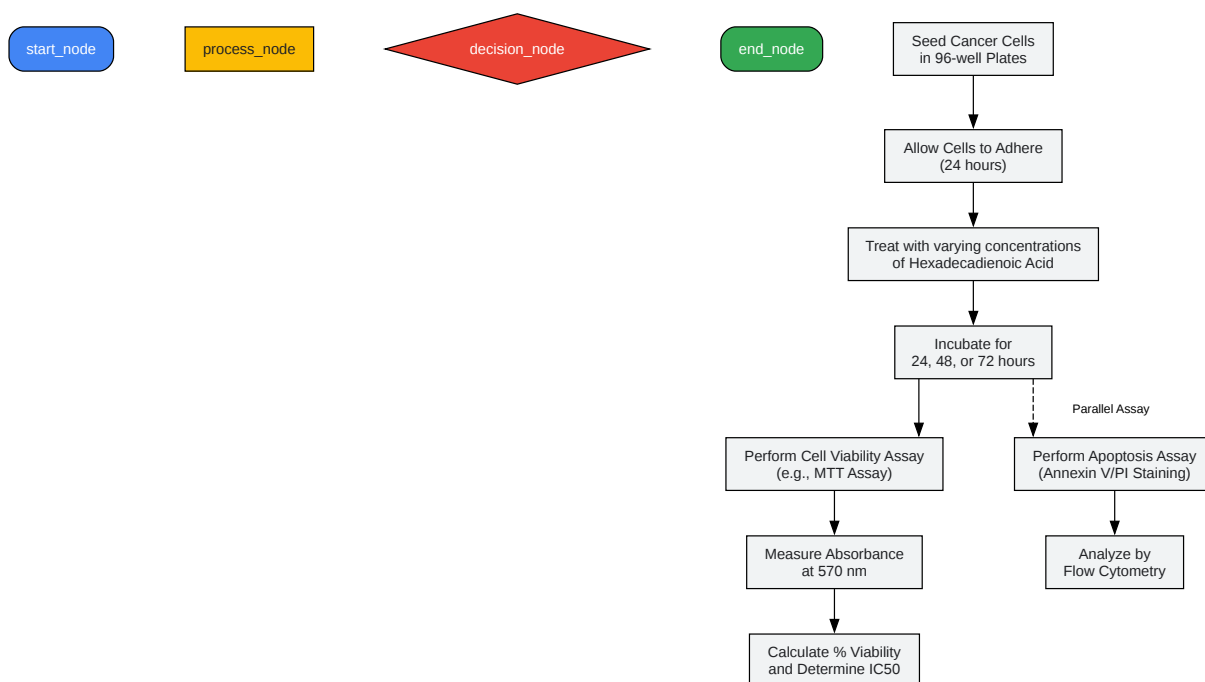 start_node
process_node
decision_node
end_node
Seed Cancer Cells
in 96-well Plates
Allow Cells to Adhere
(24 hours)
Treat with varying concentrations
of Hexadecadienoic Acid
Incubate for
24, 48, or 72 hours
Parallel Assay
Perform Cell Viability Assay
(e.g., MTT Assay)
Perform Apoptosis Assay
(Annexin V/PI Staining)
Measure Absorbance
at 570 nm
Analyze by
Flow Cytometry
Calculate % Viability
and Determine IC50